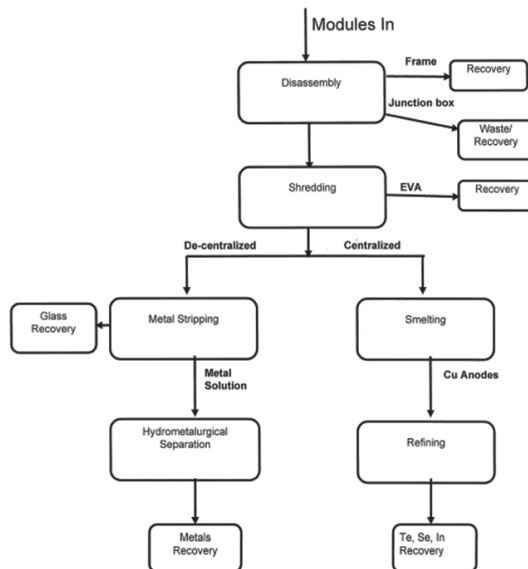 Modules In
Frame
Recovery
Disassembly
Junction box
Waste/
Recovery
Shredding
EVA
Recovery
De-centralized
Centralized
Glass
Recovery
Metal Stripping
Smelting
Metal
Solution
Cu Anodes
Hydrometalurgical
Separation
Refining
Metals
Recovery
Te, Se, In
Recovery